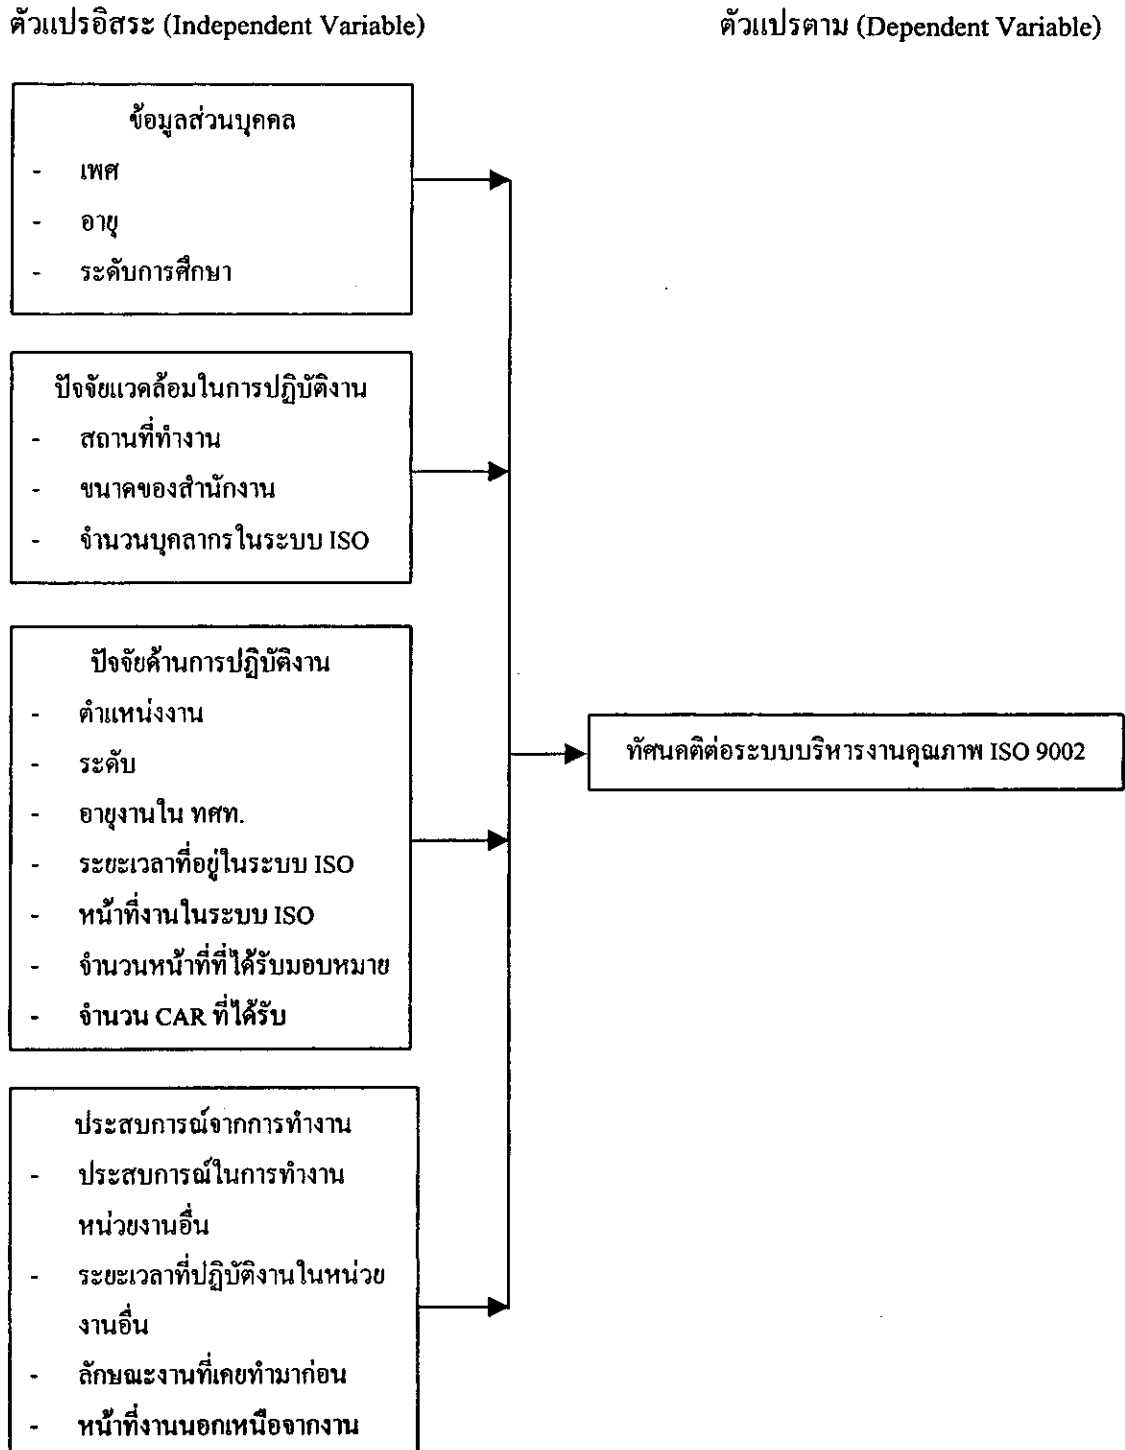 ตัวแปรอิสระ (Independent Variable)
ตัวแปรตาม (Dependent Variable)
ข้อมูลส่วนบุคคล
- เพศ
- อายุ
- ระดับการศึกษา
ปัจจัยแวดล้อมในการปฏิบัติงาน
- สถานที่ทำงาน
- ขนาดของสำนักงาน
- จำนวนบุคลากรในระบบ ISO
ปัจจัยด้านการปฏิบัติงาน
- ตำแหน่งงาน
- ระดับ
- อายุงานใน ทศท.
- ระยะเวลาที่อยู่ในระบบ ISO
- หน้าที่งานในระบบ ISO
- จำนวนหน้าที่ที่ได้รับมอบหมาย
- จำนวน CAR ที่ได้รับ
ทัศนคติต่อระบบบริหารงานคุณภาพ ISO 9002
ประสบการณ์จากการทำงาน
- ประสบการณ์ในการทำงาน
หน่วยงานอื่น
- ระยะเวลาที่ปฏิบัติงานในหน่วย
งานอื่น
- ลักษณะงานที่เคยทำมาก่อน
- หน้าที่งานนอกเหนือจากงาน